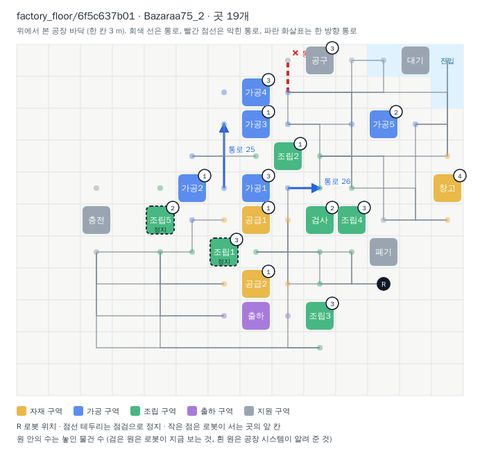 factory_floor/6f5c637b01 · Bazaraa75_2 · 곳 19개
위에서 본 공장 바닥 (한 칸 3 m). 회색 선은 통로, 빨간 점선은 막힌 통로, 파란 화살표는 한 방향 통로
✖ 통
공구 3
대기
진입
가공4 3
가공3 1
가공5 2
통로 25
조립2 1
가공2 1
가공1 3
통로 26
창고 4
충전
조립5 2
정지
공급1 1
검사 2
조립4 3
조립1 3
정지
폐기
공급2 1
R
출하
조립3 3
자재 구역
가공 구역
조립 구역
출하 구역
지원 구역
R 로봇 위치 · 점선 테두리는 점검으로 정지 · 작은 점은 로봇이 서는 곳의 앞 칸
원 안의 수는 놓인 물건 수 (검은 원은 로봇이 지금 보는 것, 흰 원은 공장 시스템이 알려 준 것)